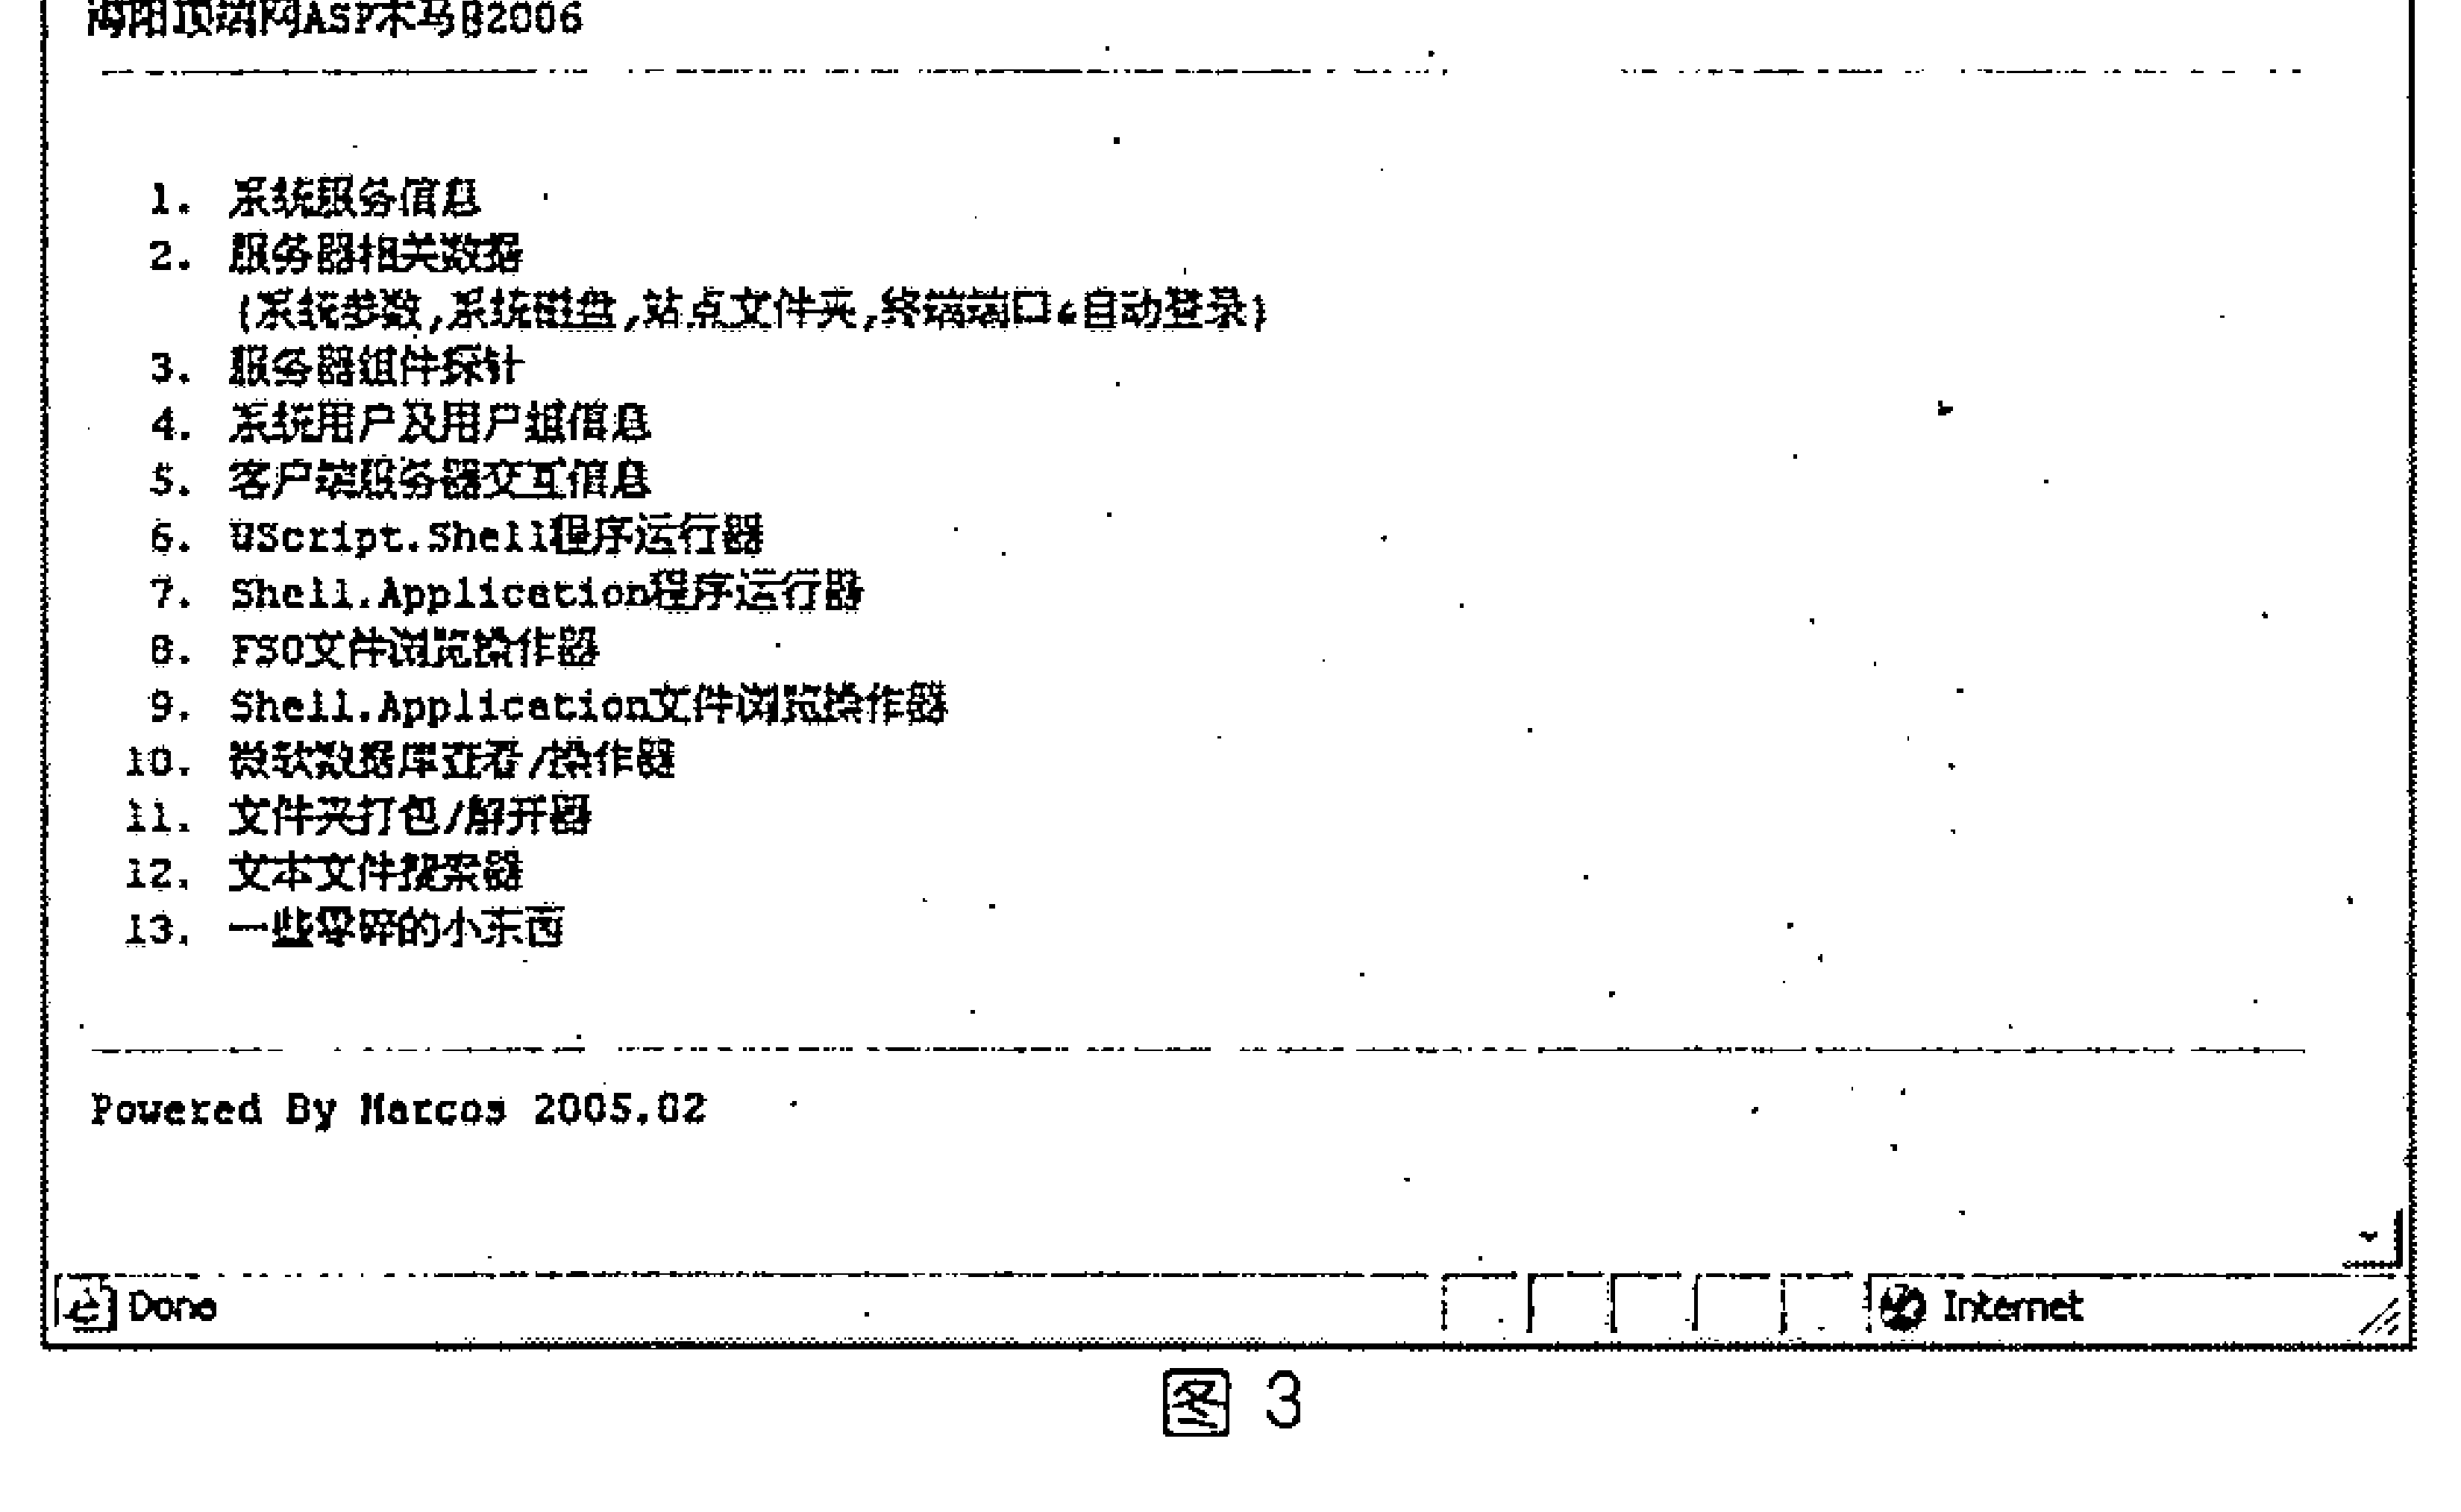 海阳顶端网ASP木马@2006
1. 系统服务信息
2. 服务器相关数据
(系统参数,系统磁盘,站点文件夹,终端端口&自动登录)
3. 服务器组件探针
4. 系统用户及用户组信息
5. 客户端服务器交互信息
6. WScript.Shell程序运行器
7. Shell.Application程序运行器
8. FSO文件浏览操作器
9. Shell.Application文件浏览操作器
10. 微软数据库查看/操作器
11. 文件夹打包/解开器
12. 文本文件搜索器
13. 一些零碎的小东西
Powered By Marcos 2005.02
Done Internet
图 3